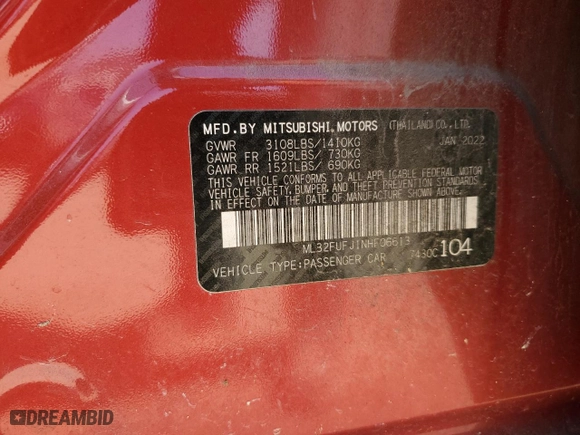 MFD.BY MITSUBISHI MOTORS (THAILAND) CO., LTD.
GVWR 3108LBS/1410KG JAN 2022
GAWR FR 1609LBS/ 730KG
GAWR RR 1521LBS/ 690KG
THIS VEHICLE CONFORMS TO ALL APPLICABLE FEDERAL MOTOR
VEHICLE SAFETY, BUMPER, AND THEFT PREVENTION STANDARDS
IN EFFECT ON THE DATE OF MANUFACTURE SHOWN ABOVE.
ML32FUFJ1NHF06613
VEHICLE TYPE:PASSENGER CAR 7430C 104
DREAMBID